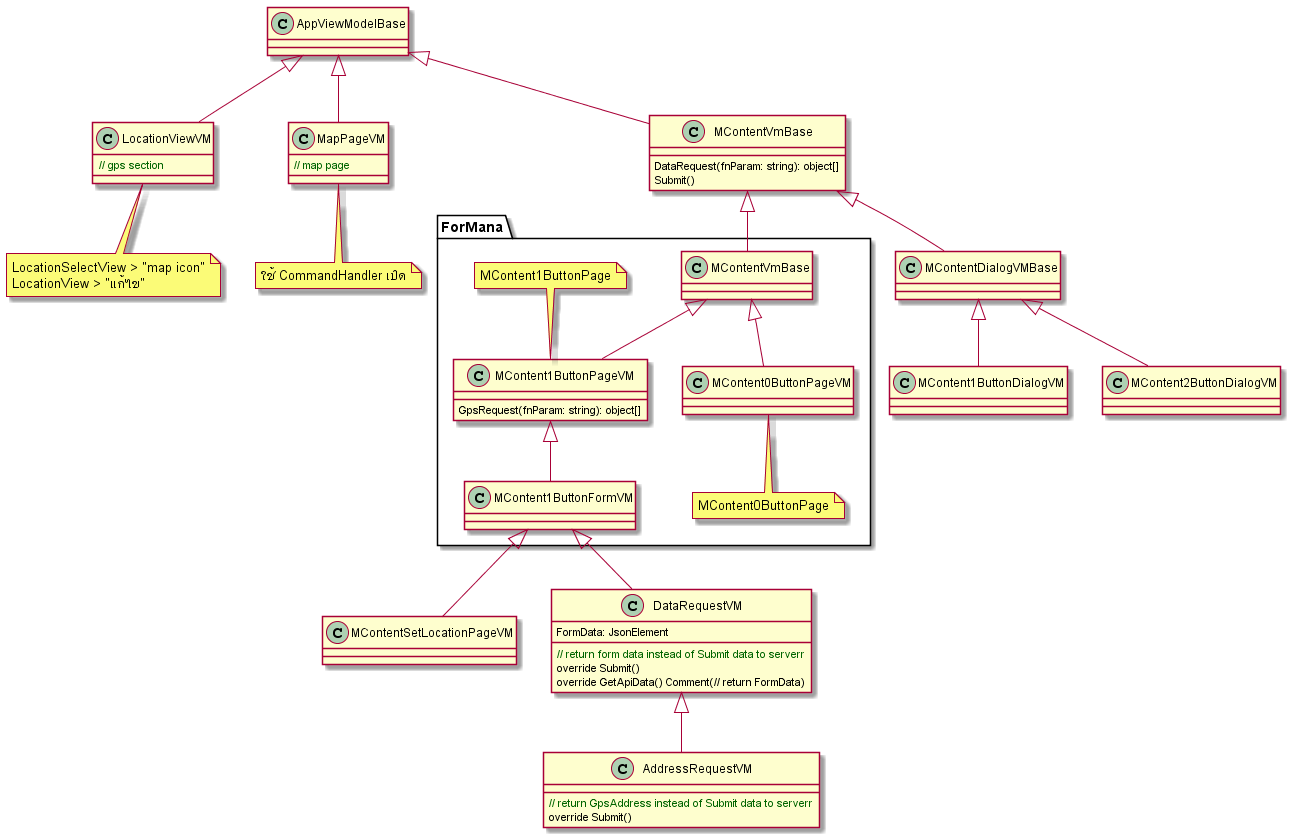 C AppViewModelBase
C LocationViewVM
// gps section
C MapPageVM
// map page
C MContentVmBase
DataRequest(fnParam: string): object[]
Submit()
LocationSelectView > "map icon"
LocationView > "แก้ไข"
ใช้ CommandHandler เปิด
ForMana
MContent1ButtonPage
C MContentVmBase
C MContentDialogVMBase
C MContent1ButtonPageVM
GpsRequest(fnParam: string): object[]
C MContent0ButtonPageVM
C MContent1ButtonDialogVM
C MContent2ButtonDialogVM
C MContent1ButtonFormVM
MContent0ButtonPage
C MContentSetLocationPageVM
C DataRequestVM
FormData: JsonElement
// return form data instead of Submit data to serverr
override Submit()
override GetApiData() Comment(// return FormData)
C AddressRequestVM
// return GpsAddress instead of Submit data to serverr
override Submit()